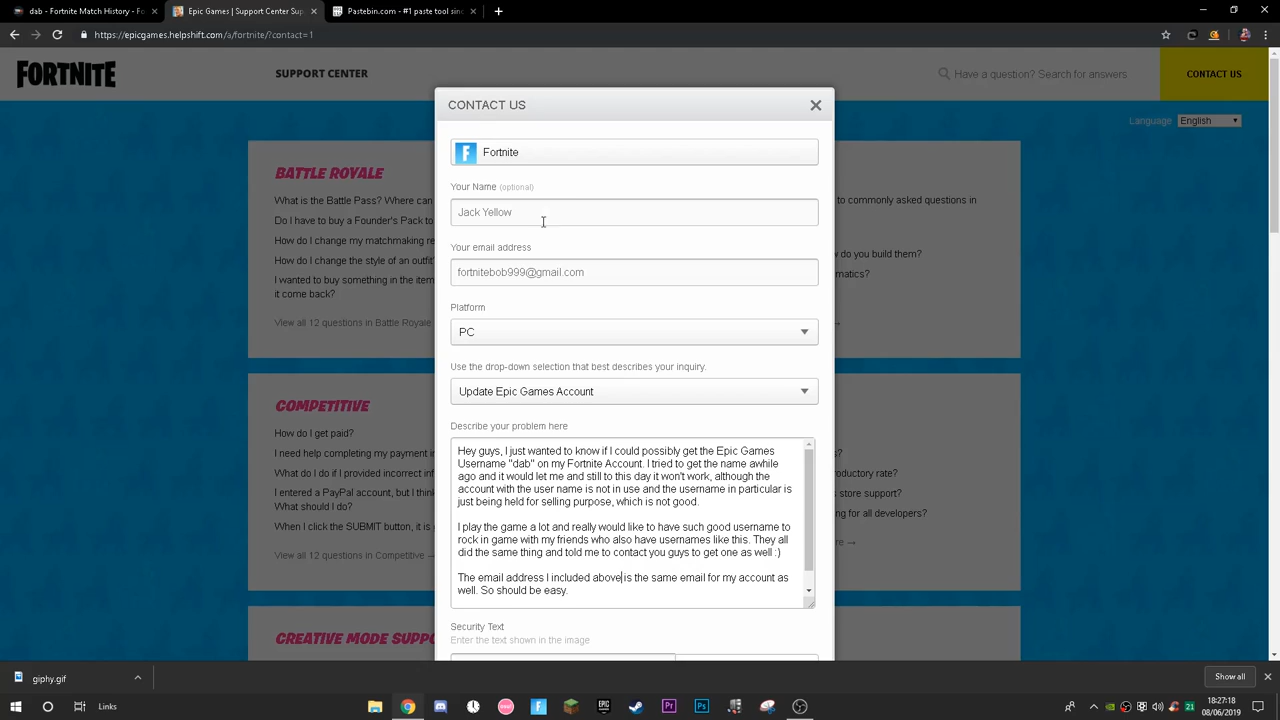 dab - Fortnite Match History - Fo
Epic Games | Support Center Sup
Pastebin.com - #1 paste tool sinc
https://epicgames.helpshift.com/a/fortnite/?contact=1
FORTNITE
SUPPORT CENTER
Have a question? Search for answers
CONTACT US
Language
English
CONTACT US
Fortnite
Your Name (optional)
Jack Yellow
Your email address
fortnitebob999@gmail.com
Platform
PC
Use the drop-down selection that best describes your inquiry.
Update Epic Games Account
Describe your problem here
Hey guys, I just wanted to know if I could possibly get the Epic Games
Username "dab" on my Fortnite Account. I tried to get the name awhile
ago and it would let me and still to this day it won't work, although the
account with the user name is not in use and the username in particular is
just being held for selling purpose, which is not good.
I play the game a lot and really would like to have such good username to
rock in game with my friends who also have usernames like this. They all
did the same thing and told me to contact you guys to get one as well :)
The email address I included above is the same email for my account as
well. So should be easy.
Security Text
Enter the text shown in the image
BATTLE ROYALE
What is the Battle Pass? Where can
Do I have to buy a Founder's Pack to
How do I change my matchmaking re
How do I change the style of an outfi
I wanted to buy something in the item
it come back?
View all 12 questions in Battle Royale
to commonly asked questions in
do you build them?
matics?
COMPETITIVE
How do I get paid?
I need help completing my payment in
What do I do if I provided incorrect inf
I entered a PayPal account, but I think
What should I do?
When I click the SUBMIT button, it is g
View all 12 questions in Competitive →
roductory rate?
s store support?
ng for all developers?
re →
CREATIVE MODE SUPPO
giphy.gif
Show all
Links
21
18:27:18
08/06/2019